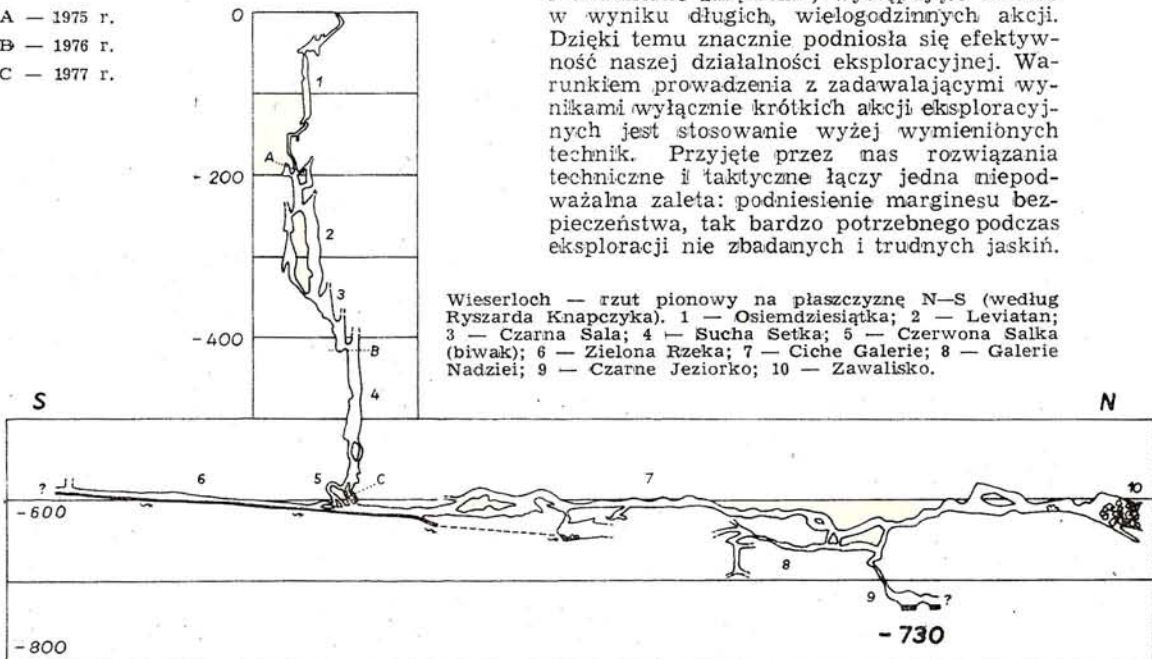 A — 1975 r.
B — 1976 r.
C — 1977 r.
w wyniku długich, wielogodzinnych akcji.
Dzięki temu znacznie podniosła się efektyw-
ność naszej działalności eksploracyjnej. Wa-
runkiem prowadzenia z zadawalającymi wy-
nikami wyłącznie krótkich akcji eksploracyj-
nych jest stosowanie wyżej wymienionych
technik. Przyjęte przez nas rozwiązania
techniczne i taktyczne łączy jedna niepod-
ważalna zaleta: podniesienie marginesu bez-
pieczeństwa, tak bardzo potrzebnego podczas
eksploracji nie zbadanych i trudnych jaskiń.
Wieserloch — rzut pionowy na płaszczyznę N—S (według
Ryszarda Knapczyka). 1 — Osiemdziesiątka; 2 — Leviatan;
3 — Czarna Sala; 4 — Sucha Setka; 5 — Czerwona Salka
(biwak); 6 — Zielona Rzeka; 7 — Ciche Galerie; 8 — Galerie
Nadziei; 9 — Czarne Jeziorko; 10 — Zawalisko.
0
1
A
- 200
2
3
- 400
B
4
S
N
?
6
5
C
7
10
- 600
8
9
?
- 730
- 800